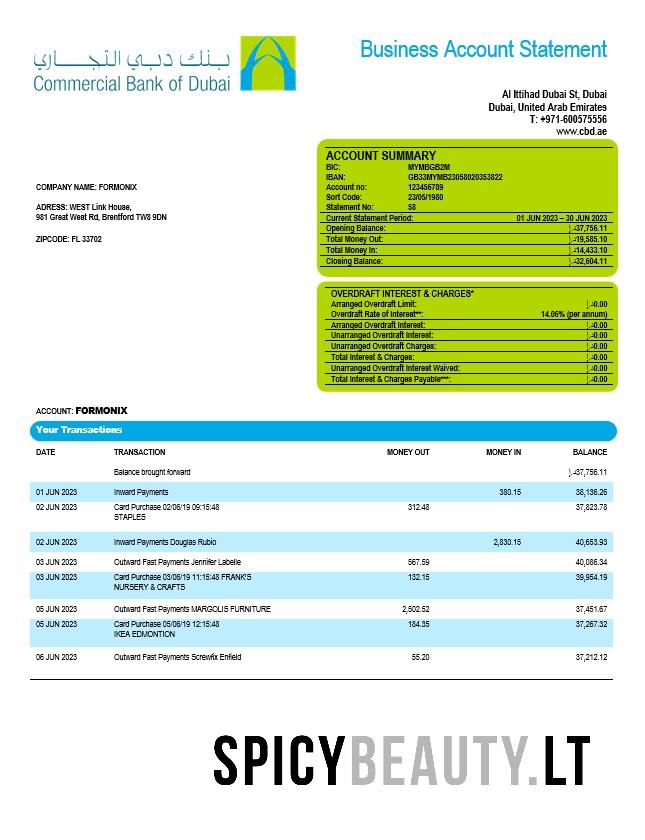 بنك دبي التجاري
Commercial Bank of Dubai
Business Account Statement
Al Ittihad Dubai St, Dubai
Dubai, United Arab Emirates
T: +971-600575556
www.cbd.ae
ACCOUNT SUMMARY
BIC: MYMBGB2M
IBAN: GB33MYMB23058020353822
Account no: 123456789
Sort Code: 23/05/1980
Statement No: 58
Current Statement Period: 01 JUN 2023 – 30 JUN 2023
Opening Balance: 37,756.11
Total Money Out: 19,585.10
Total Money In: 14,433.10
Closing Balance: 32,604.11
COMPANY NAME: FORMONIX
ADRESS: WEST Link House,
981 Great West Rd, Brentford TW8 9DN
ZIPCODE: FL 33702
OVERDRAFT INTEREST & CHARGES*
Arranged Overdraft Limit: 0.00
Overdraft Rate of Interest**: 14.06% (per annum)
Arranged Overdraft Interest: 0.00
Unarranged Overdraft Interest: 0.00
Unarranged Overdraft Charges: 0.00
Total Interest & Charges: 0.00
Unarranged Overdraft Interest Waived: 0.00
Total Interest & Charges Payable***: 0.00
ACCOUNT: FORMONIX
Your Transactions
DATE TRANSACTION MONEY OUT MONEY IN BALANCE
Balance brought forward 37,756.11
01 JUN 2023 Inward Payments 380.15 38,136.26
02 JUN 2023 Card Purchase 02/06/19 09:15:48 312.48 37,823.78
STAPLES
02 JUN 2023 Inward Payments Douglas Rubio 2,830.15 40,653.93
03 JUN 2023 Outward Fast Payments Jennifer Labelle 567.59 40,086.34
03 JUN 2023 Card Purchase 03/06/19 11:15:48 FRANK'S 132.15 39,954.19
NURSERY & CRAFTS
05 JUN 2023 Outward Fast Payments MARGOLIS FURNITURE 2,502.52 37,451.67
05 JUN 2023 Card Purchase 05/06/19 12:15:48 184.35 37,267.32
IKEA EDMONTION
06 JUN 2023 Outward Fast Payments Screwfix Enfield 55.20 37,212.12
SPICYBEAUTY.LT